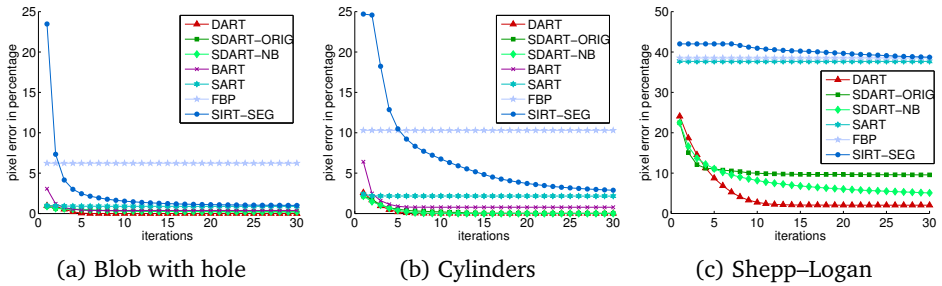 pixel error in percentage
25
20
15
10
5
0
0
5
10
15
20
25
30
iterations
DART
SDART-ORIG
SDART-NB
BART
SART
FBP
SIRT-SEG
(a) Blob with hole
pixel error in percentage
25
20
15
10
5
0
0
5
10
15
20
25
30
iterations
DART
SDART-ORIG
SDART-NB
BART
SART
FBP
SIRT-SEG
(b) Cylinders
pixel error in percentage
50
40
30
20
10
0
0
5
10
15
20
25
30
iterations
DART
SDART-ORIG
SDART-NB
SART
FBP
SIRT-SEG
(c) Shepp–Logan